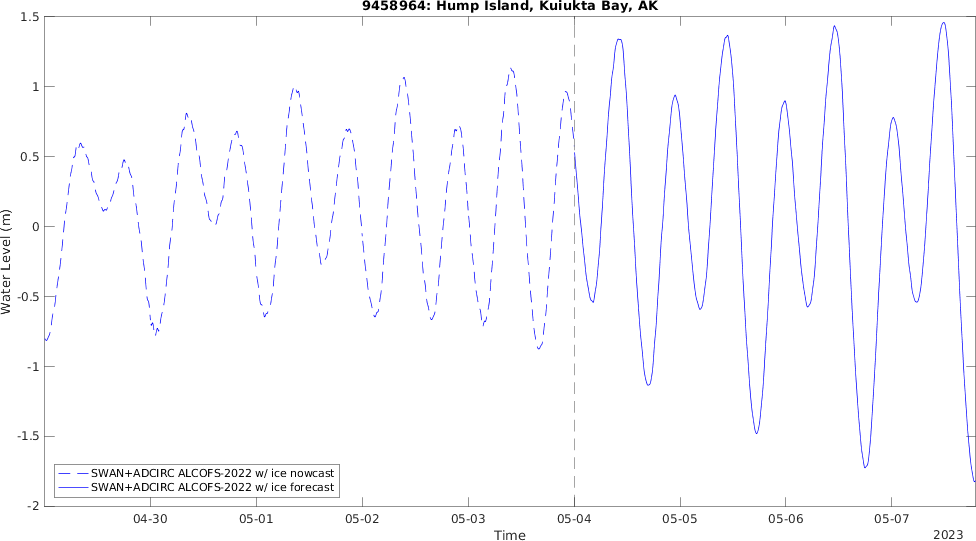 9458964: Hump Island, Kuiukta Bay, AK
Water Level (m)
1.5
1
0.5
0
-0.5
-1
-1.5
-2
SWAN+ADCIRC ALCOFS-2022 w/ ice nowcast
SWAN+ADCIRC ALCOFS-2022 w/ ice forecast
04-30 05-01 05-02 05-03 05-04 05-05 05-06 05-07
Time
2023